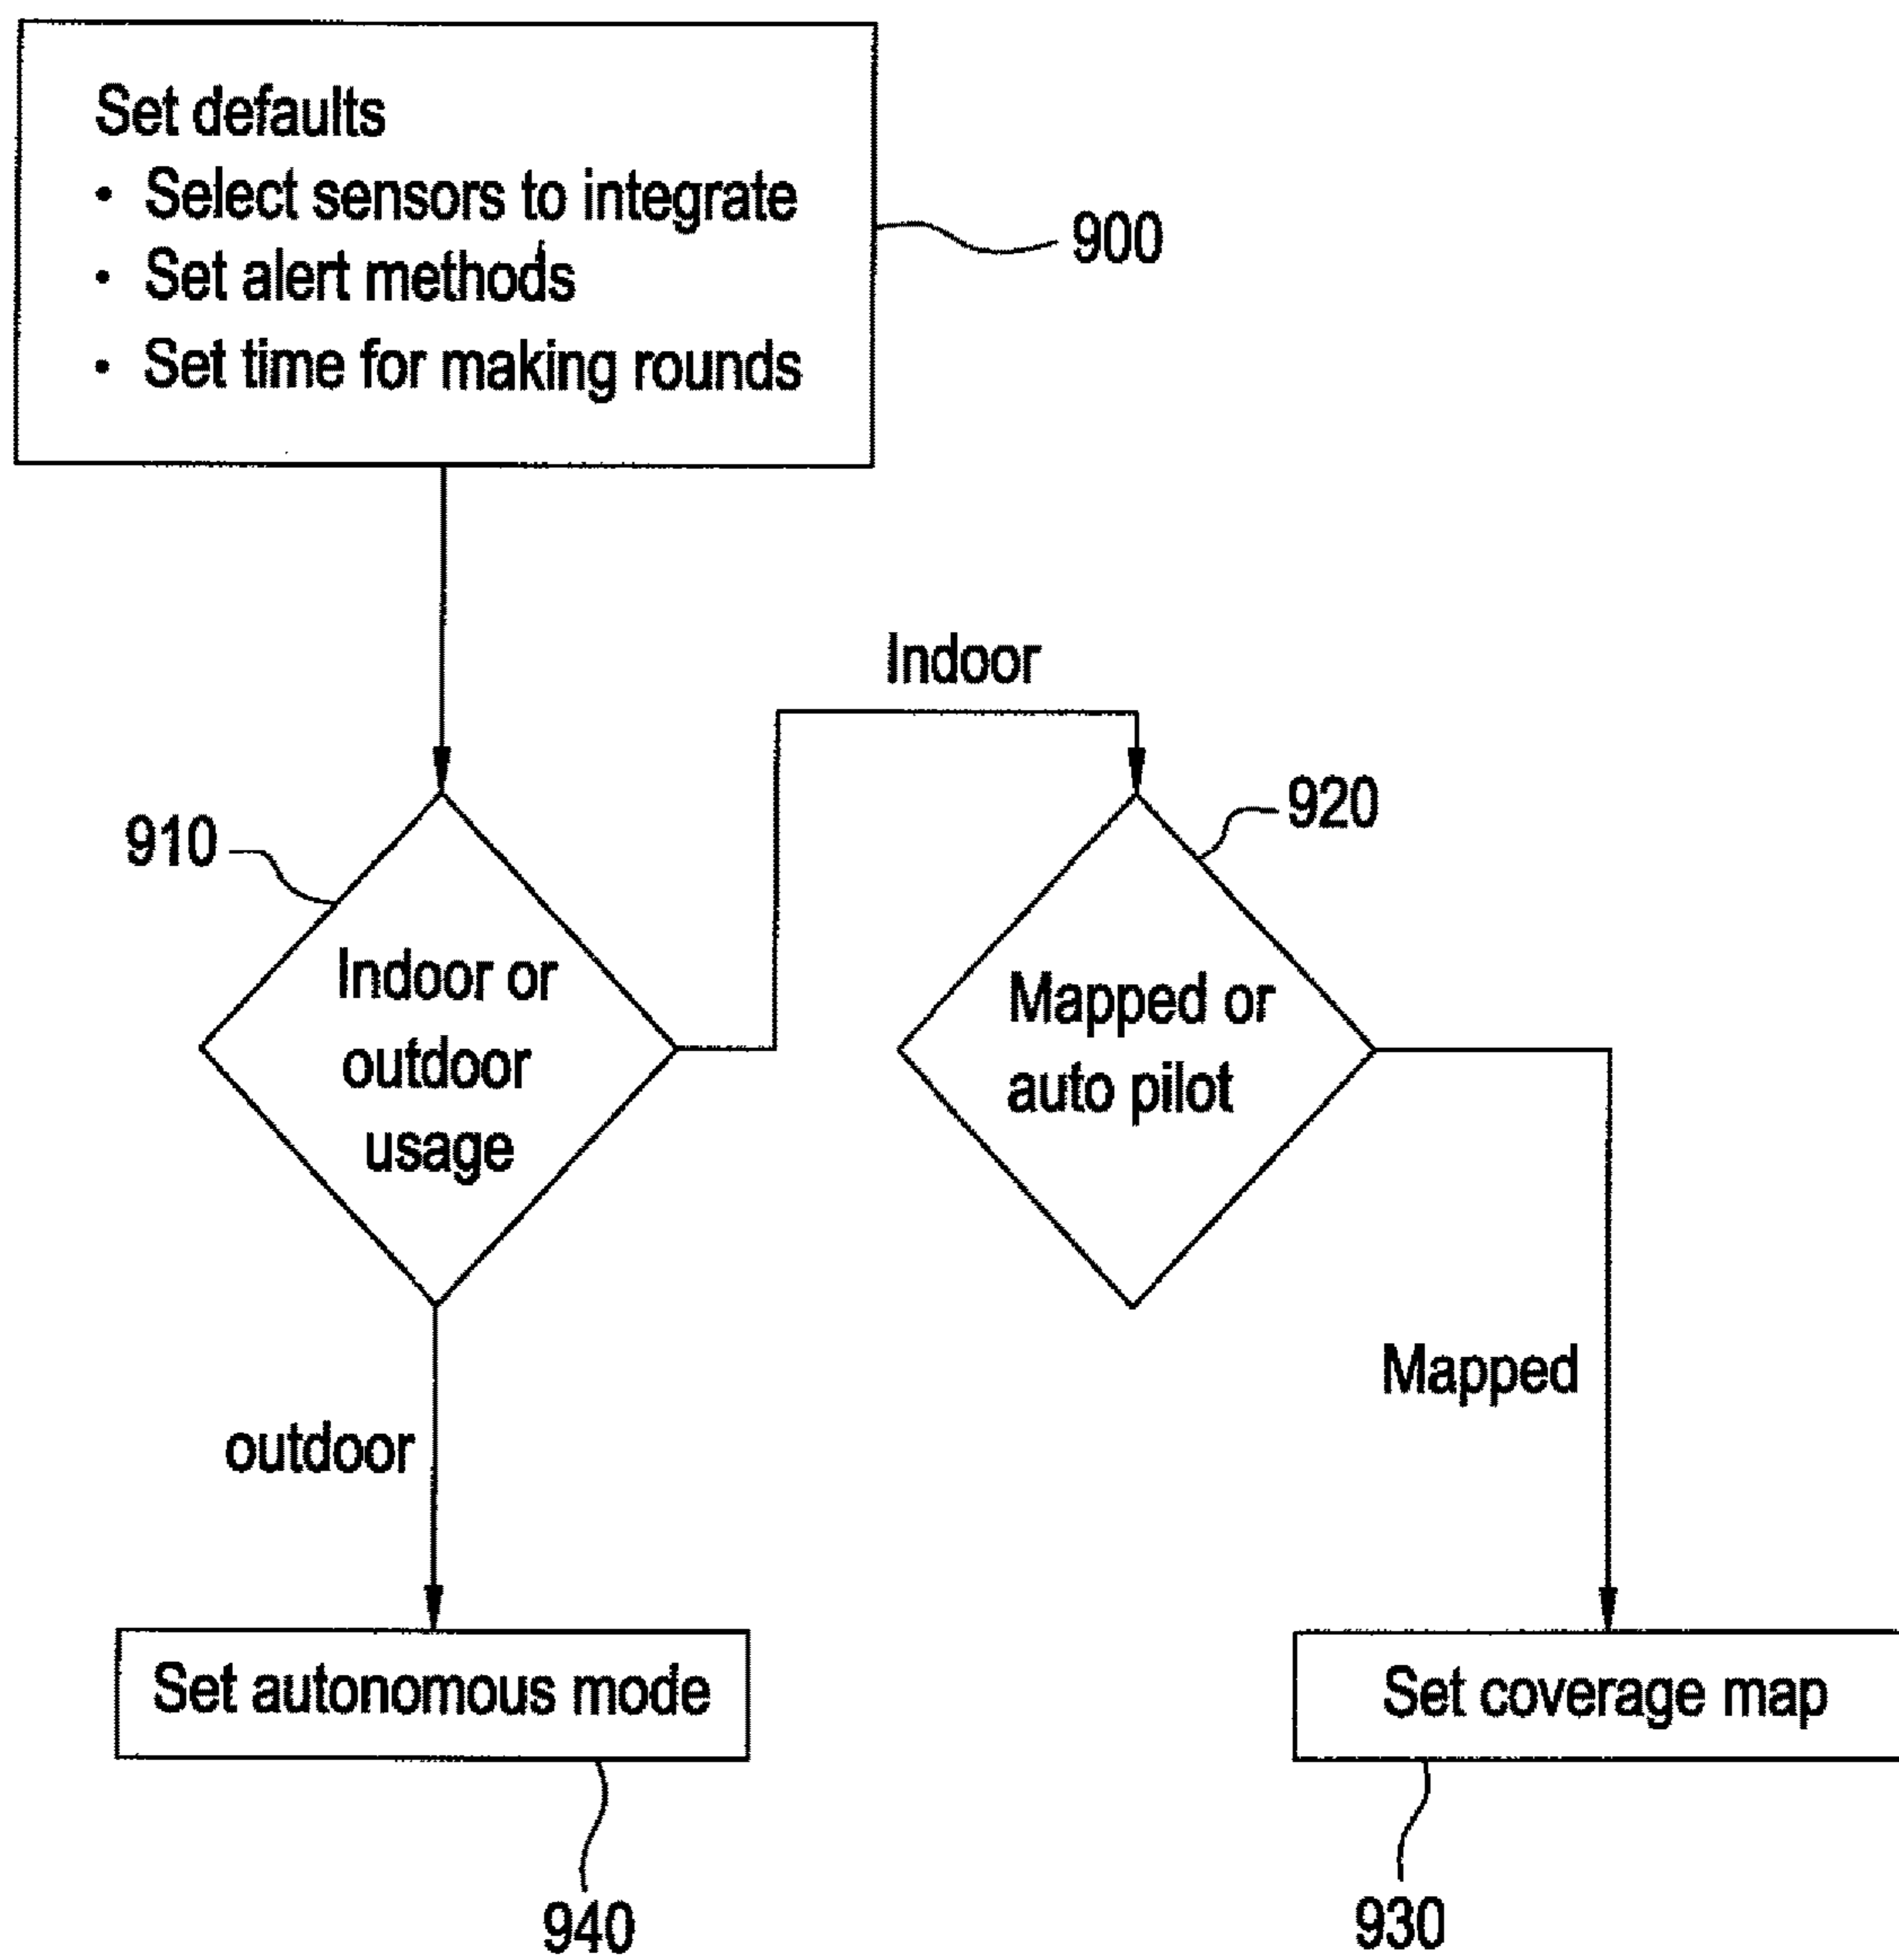 Set defaults
• Select sensors to integrate
• Set alert methods
• Set time for making rounds
900
Indoor
910
920
Indoor or
outdoor
usage
Mapped or
auto pilot
Mapped
outdoor
Set autonomous mode
Set coverage map
940
930